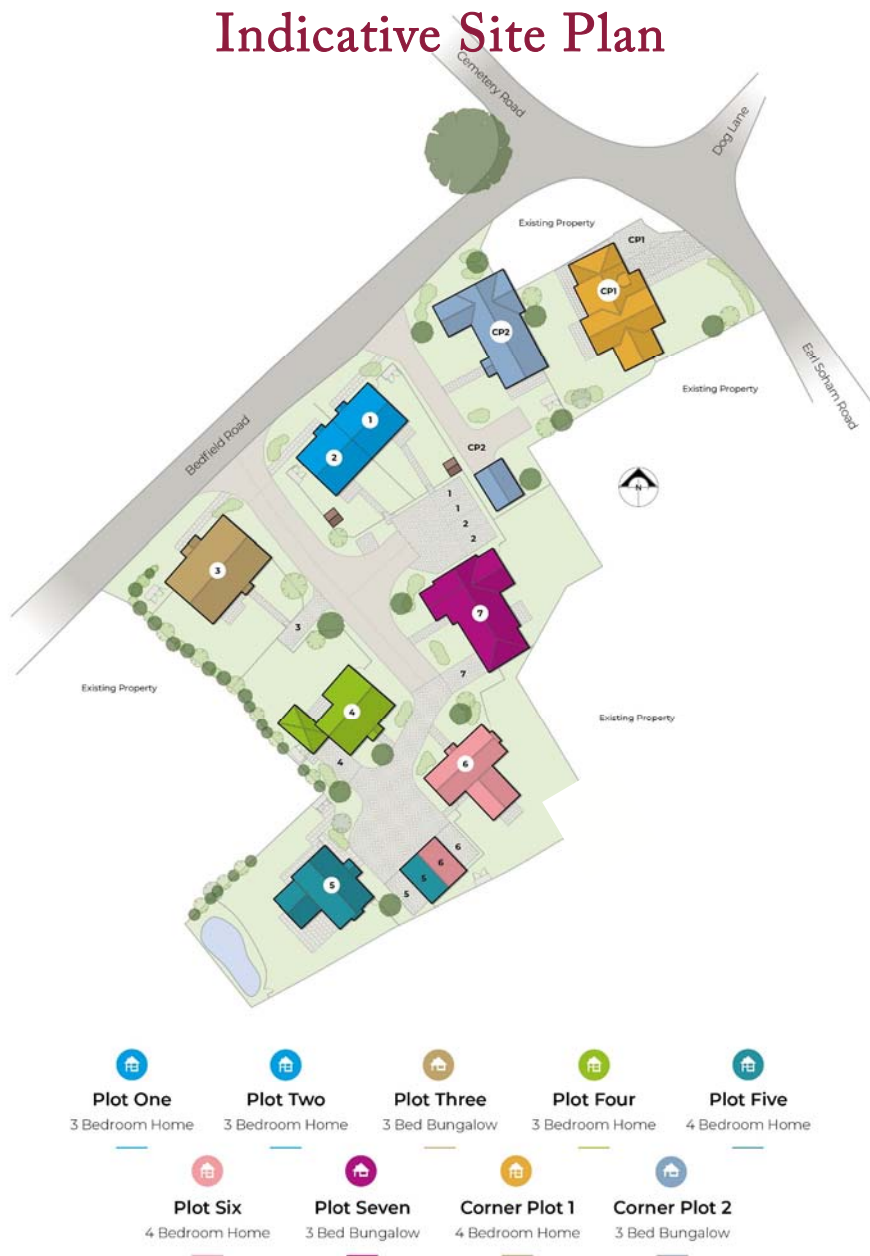 Indicative Site Plan
Cemetery Road
Dog Lane
Existing Property
CP1
CP1
CP2
Earl Soham Road
Existing Property
Bedfield Road
1
2
CP2
N
1
1
2
2
3
3
7
7
Existing Property
4
4
Existing Property
6
6
6
5
5
5
Plot One
3 Bedroom Home
Plot Two
3 Bedroom Home
Plot Three
3 Bed Bungalow
Plot Four
3 Bedroom Home
Plot Five
4 Bedroom Home
Plot Six
4 Bedroom Home
Plot Seven
3 Bed Bungalow
Corner Plot 1
4 Bedroom Home
Corner Plot 2
3 Bed Bungalow